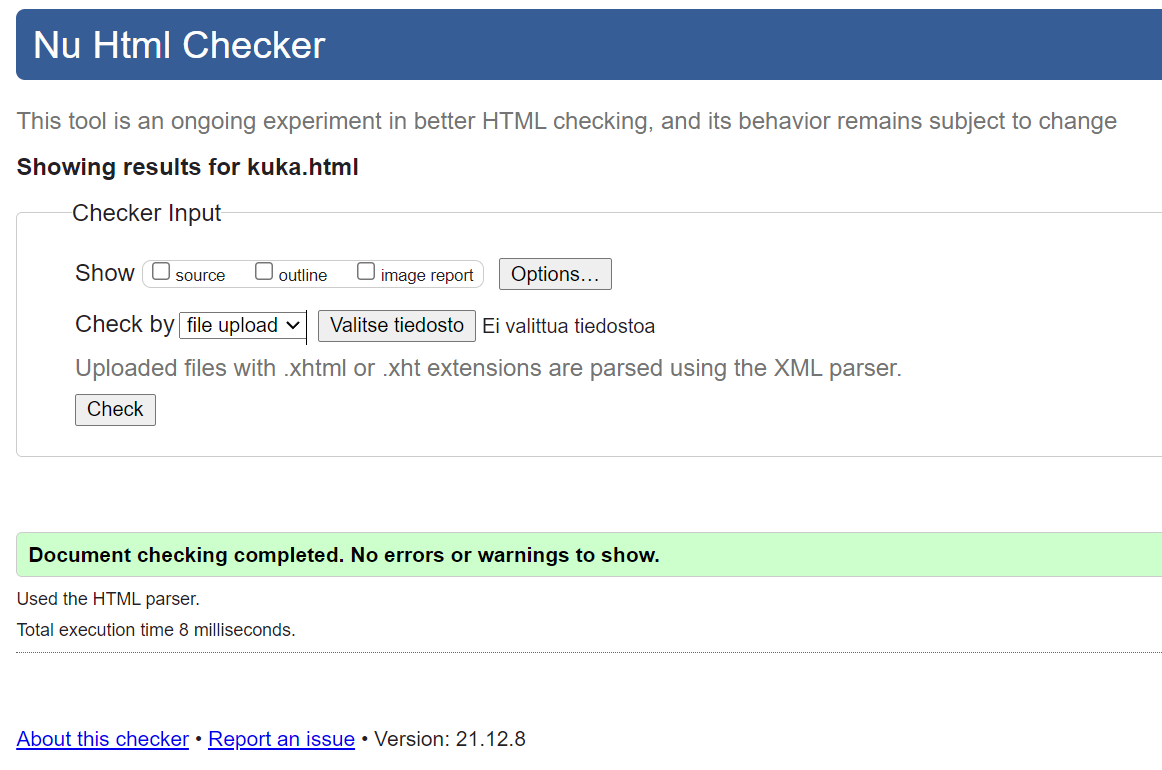 Nu Html Checker
This tool is an ongoing experiment in better HTML checking, and its behavior remains subject to change
Showing results for kuka.html
Checker Input
Show source outline image report Options...
Check by file upload Valitse tiedosto Ei valittua tiedostoa
Uploaded files with .xhtml or .xht extensions are parsed using the XML parser.
Check
Document checking completed. No errors or warnings to show.
Used the HTML parser.
Total execution time 8 milliseconds.
About this checker • Report an issue • Version: 21.12.8